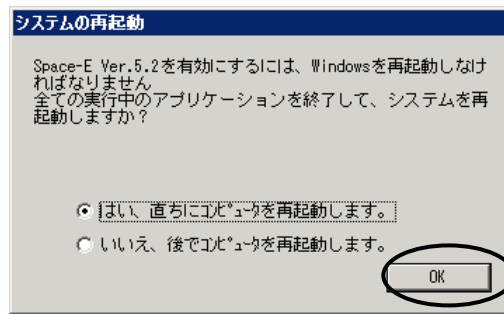 システムの再起動
Space-E Ver.5.2を有効にするには、Windowsを再起動しなけ
ればなりません
全ての実行中のアプリケーションを終了して、システムを再
起動しますか?
はい、直ちにｺﾝﾋﾟｭｰﾀを再起動します。
いいえ、後でｺﾝﾋﾟｭｰﾀを再起動します。
OK